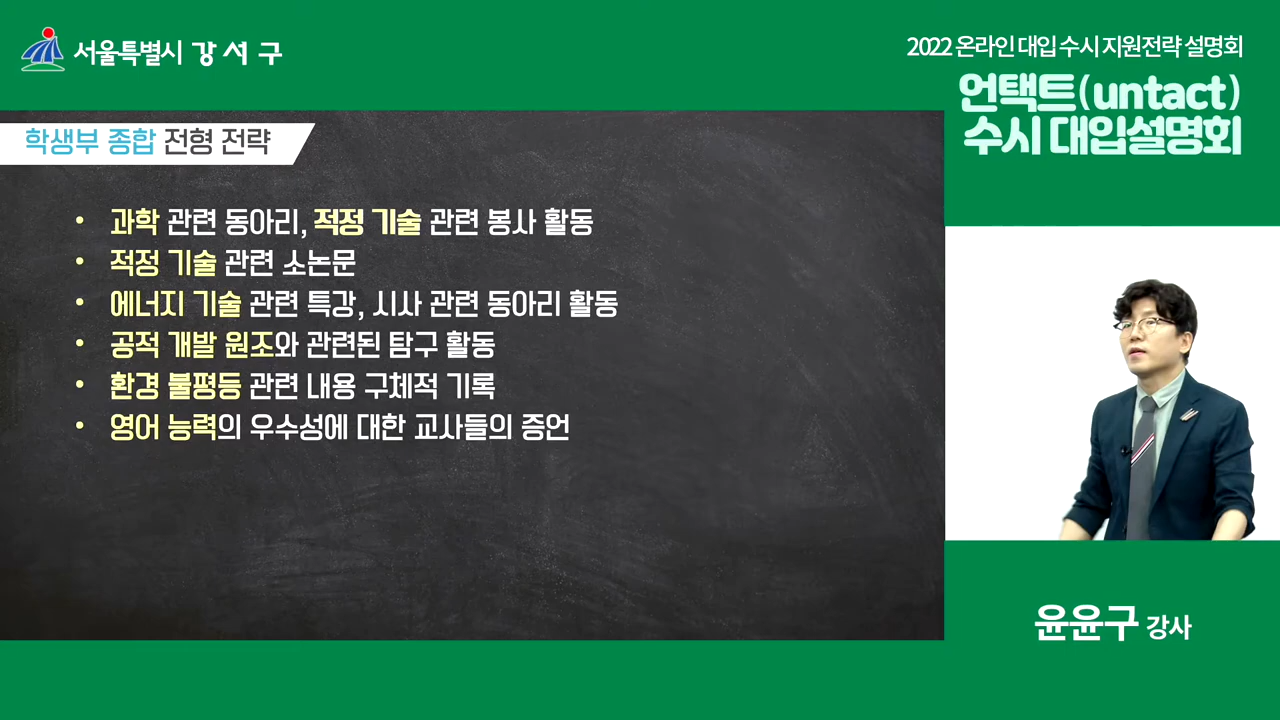 서울특별시 강서구
2022 온라인 대입 수시 지원전략 설명회
언택트(untact)
수시 대입설명회
학생부 종합 전형 전략
• 과학 관련 동아리, 적정 기술 관련 봉사 활동
• 적정 기술 관련 소논문
• 에너지 기술 관련 특강, 시사 관련 동아리 활동
• 공적 개발 원조와 관련된 탐구 활동
• 환경 불평등 관련 내용 구체적 기록
• 영어 능력의 우수성에 대한 교사들의 증언
윤윤구 강사